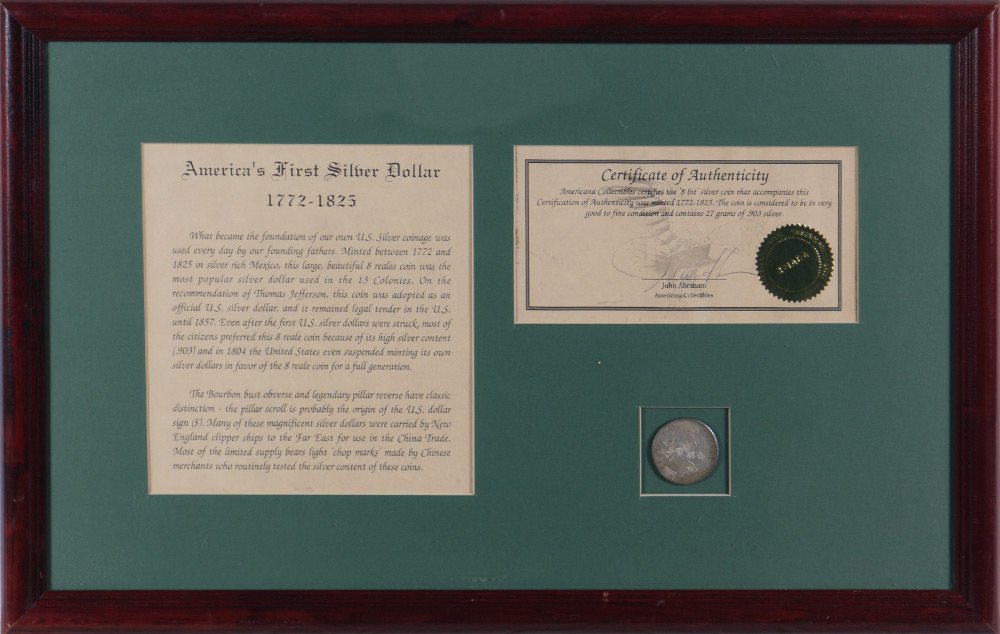 America's First Silver Dollar
1772-1825
What became the foundation of our own U.S. Silver coinage was
used every day by our founding fathers. Minted between 1772 and
1825 in silver rich Mexico, this large, beautiful 8 reales coin was the
most popular silver dollar used in the 13 Colonies. On the
recommendation of Thomas Jefferson, this coin was adopted as an
official U.S. silver dollar, and it remained legal tender in the U.S.
until 1857. Even after the first U.S. silver dollars were struck, most of
the citizens preferred this 8 reale coin because of its high silver content
(.903) and in 1804 the United States even suspended minting its own
silver dollars in favor of the 8 reale coin for a full generation.
The Bourbon bust obverse and legendary pillar reverse have classic
distinction - the pillar scroll is probably the origin of the U.S. dollar
sign ($). Many of these magnificent silver dollars were carried by New
England clipper ships to the Far East for use in the China Trade.
Most of the limited supply bears light 'chop marks' made by Chinese
merchants who routinely tested the silver content of these coins.
Certificate of Authenticity
Americana Collectibles certifies the '8 bit' silver coin that accompanies this
Certification of Authenticity was minted 1772-1825. The coin is considered to be in very
good to fine condition and contains 27 grams of .903 silver.
John Abraham
Americana Collectibles